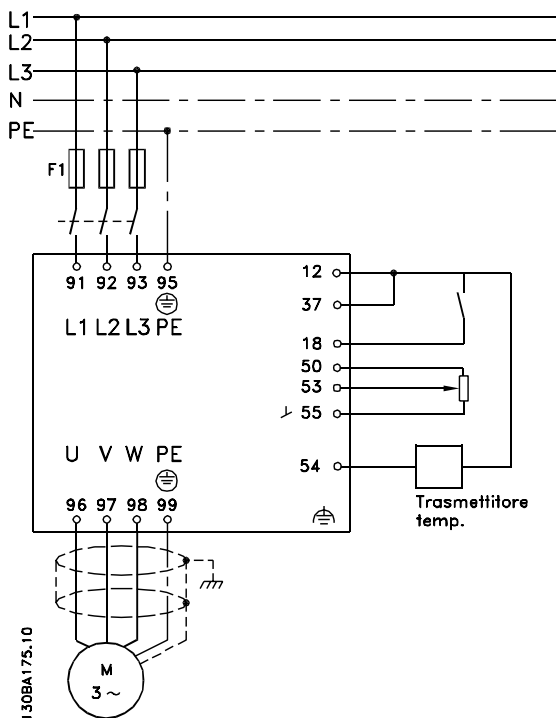 L1
L2
L3
N
PE
F1
91 92 93 95
L1 L2 L3 PE
12
37
18
50
53
55
54
U V W PE
96 97 98 99
Trasmettitore
temp.
M
3 ~
130BA175.10